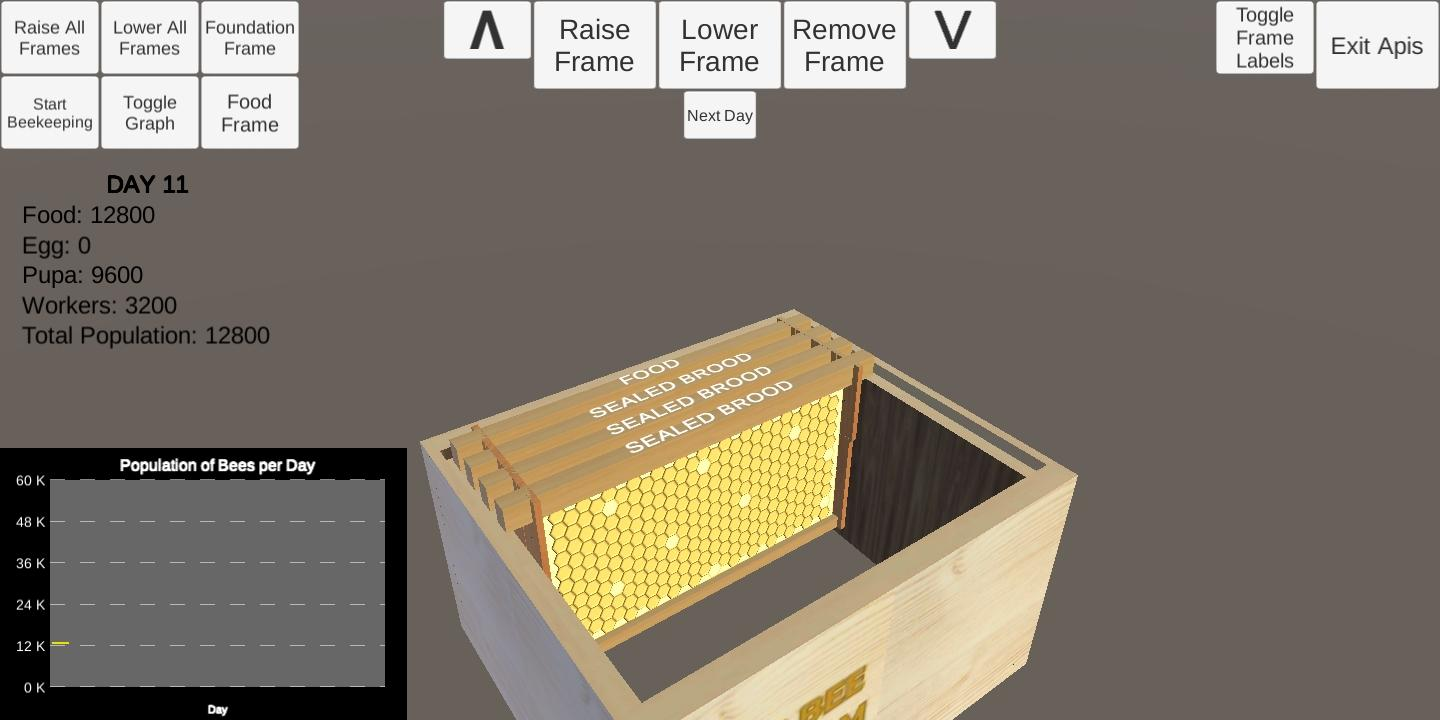 Raise All
Frames
Lower All
Frames
Foundation
Frame
Start
Beekeeping
Toggle
Graph
Food
Frame
Λ
Raise
Frame
Lower
Frame
Remove
Frame
V
Next Day
Toggle
Frame
Labels
Exit Apis
DAY 11
Food: 12800
Egg: 0
Pupa: 9600
Workers: 3200
Total Population: 12800
FOOD
SEALED BROOD
SEALED BROOD
SEALED BROOD
Population of Bees per Day
60 K
48 K
36 K
24 K
12 K
0 K
Day
BEE